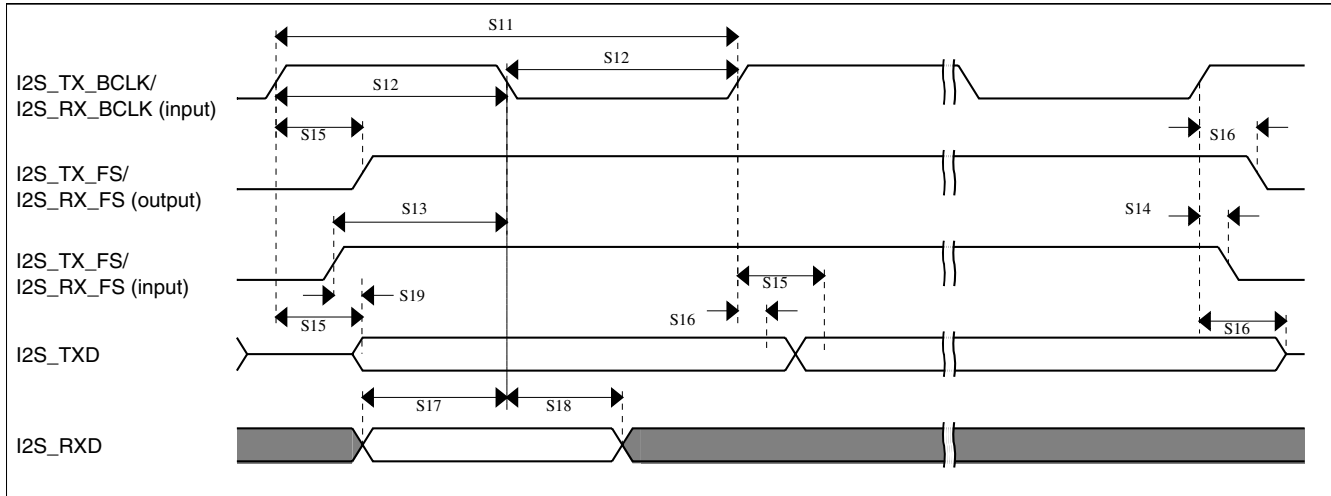 S11
I2S_TX_BCLK/
I2S_RX_BCLK (input)
S12
S12
S15
S16
I2S_TX_FS/
I2S_RX_FS (output)
S13
S14
I2S_TX_FS/
I2S_RX_FS (input)
S15
S19
S15
S16
S16
I2S_TXD
S17
S18
I2S_RXD